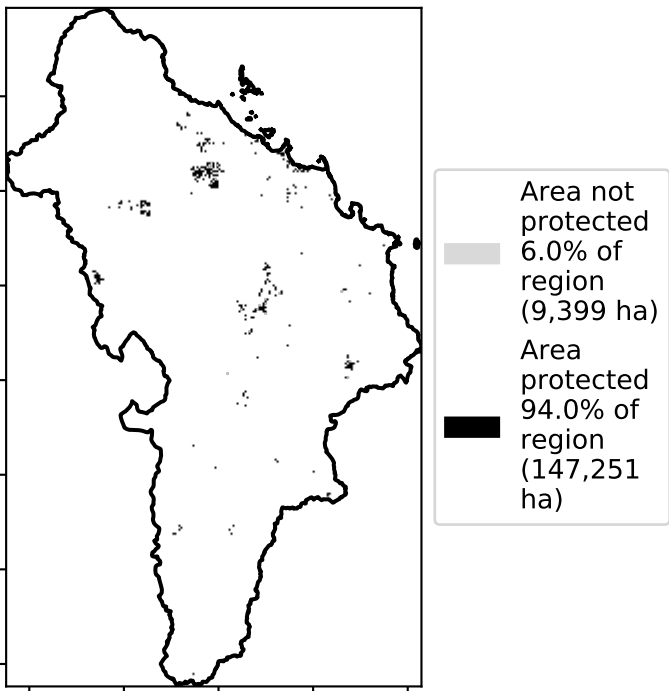 Area not
protected
6.0% of
region
(9,399 ha)
Area
protected
94.0% of
region
(147,251
ha)